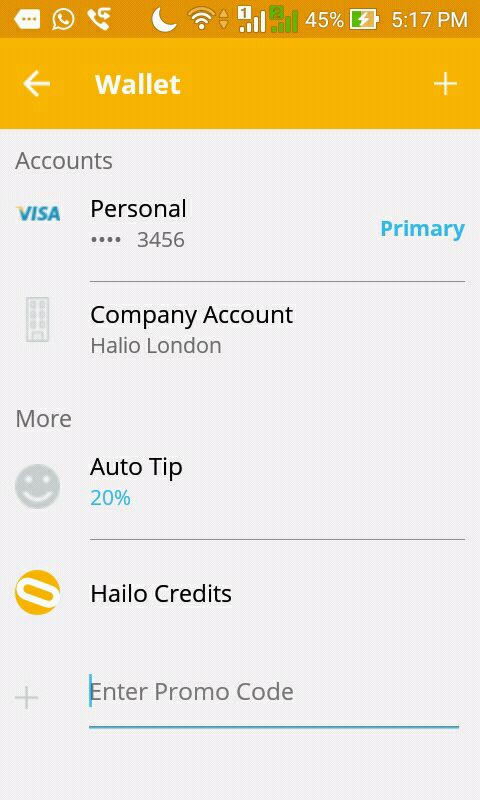 1 2 45% 5:17 PM
Wallet
Accounts
VISA Personal
•••• 3456
Primary
Company Account
Halio London
More
Auto Tip
20%
Hailo Credits
Enter Promo Code